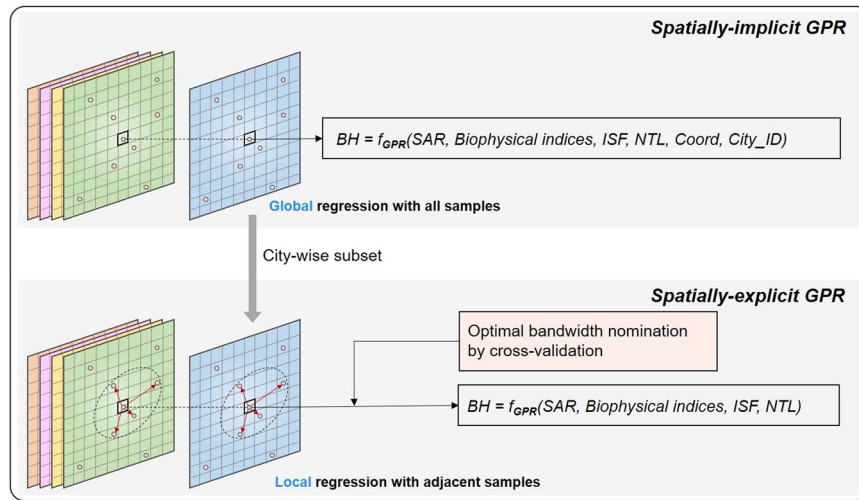 Spatially-implicit GPR
BH = fGPR(SAR, Biophysical indices, ISF, NTL, Coord, City_ID)
Global regression with all samples
City-wise subset
Spatially-explicit GPR
Optimal bandwidth nomination
by cross-validation
BH = fGPR(SAR, Biophysical indices, ISF, NTL)
Local regression with adjacent samples